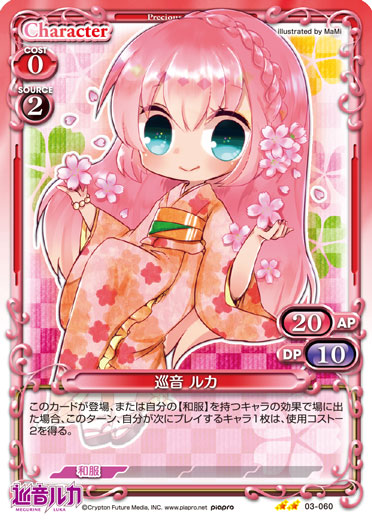 Precious
Character
illustrated by MaMi
COST
0
SOURCE
2
20 AP
DP 10
巡音 ルカ
このカードが登場、または自分の【和服】を持つキャラの効果で場に出
た場合、このターン、自分が次にプレイするキャラ1枚は、使用コスト－
2を得る。
和服
巡音ルカ
MEGURINE LUKA
©Crypton Future Media, INC. www.piapro.net piapro
03-060